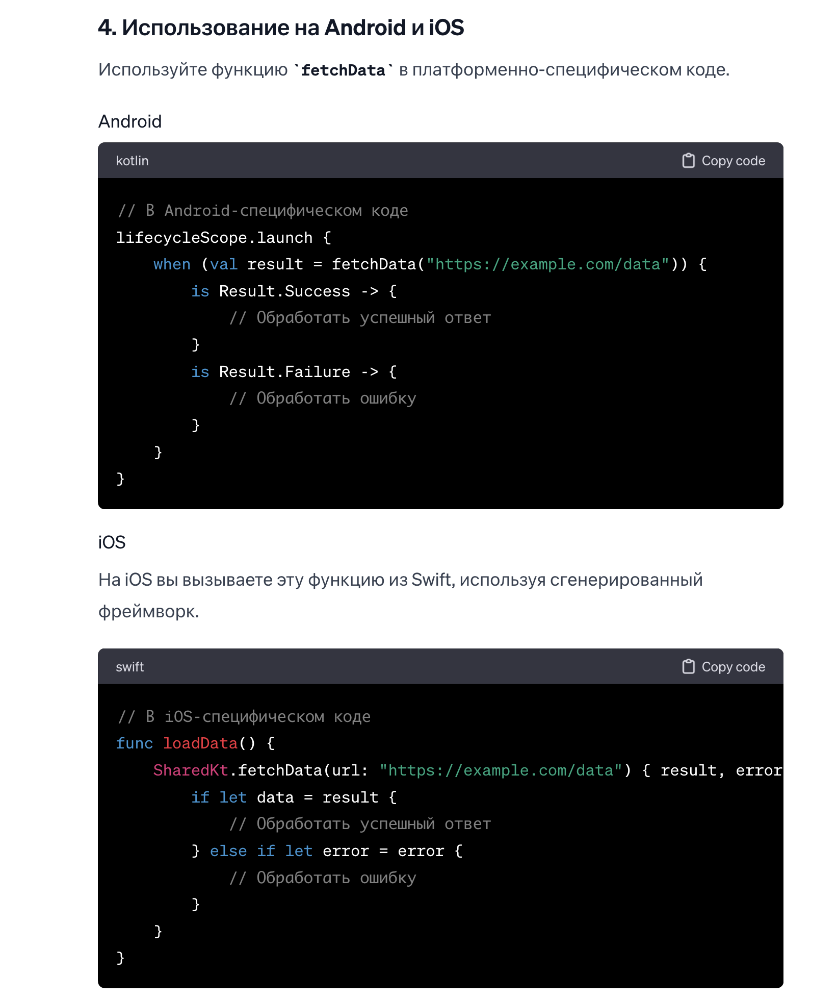 4. Использование на Android и iOS
Используйте функцию `fetchData` в платформенно-специфическом коде.
Android
kotlin
Copy code
// В Android-специфическом коде
lifecycleScope.launch {
    when (val result = fetchData("https://example.com/data")) {
        is Result.Success -> {
            // Обработать успешный ответ
        }
        is Result.Failure -> {
            // Обработать ошибку
        }
    }
}
iOS
На iOS вы вызываете эту функцию из Swift, используя сгенерированный
фреймворк.
swift
Copy code
// В iOS-специфическом коде
func loadData() {
    SharedKt.fetchData(url: "https://example.com/data") { result, error
        if let data = result {
            // Обработать успешный ответ
        } else if let error = error {
            // Обработать ошибку
        }
    }
}